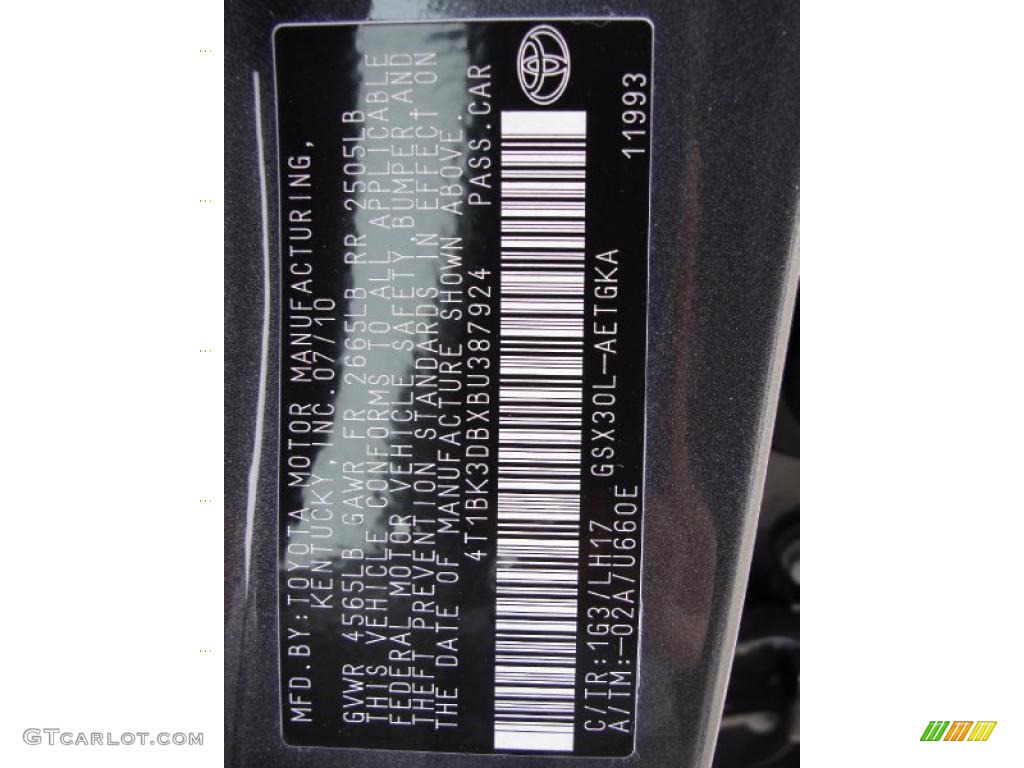 MFD.BY:TOYOTA MOTOR MANUFACTURING,
KENTUCKY, INC. 07/10
GVWR 4565LB GAWR FR 2665LB RR 2505LB
THIS VEHICLE CONFORMS TO ALL APPLICABLE
FEDERAL MOTOR VEHICLE SAFETY, BUMPER AND
THEFT PREVENTION STANDARDS IN EFFECT ON
THE DATE OF MANUFACTURE SHOWN ABOVE.
4T1BK3DBXBU387924 PASS.CAR
C/TR:1G3/LH17 GSX30L-AETGKA
A/TM:-02A/U660E 11993
GTCARLOT.COM